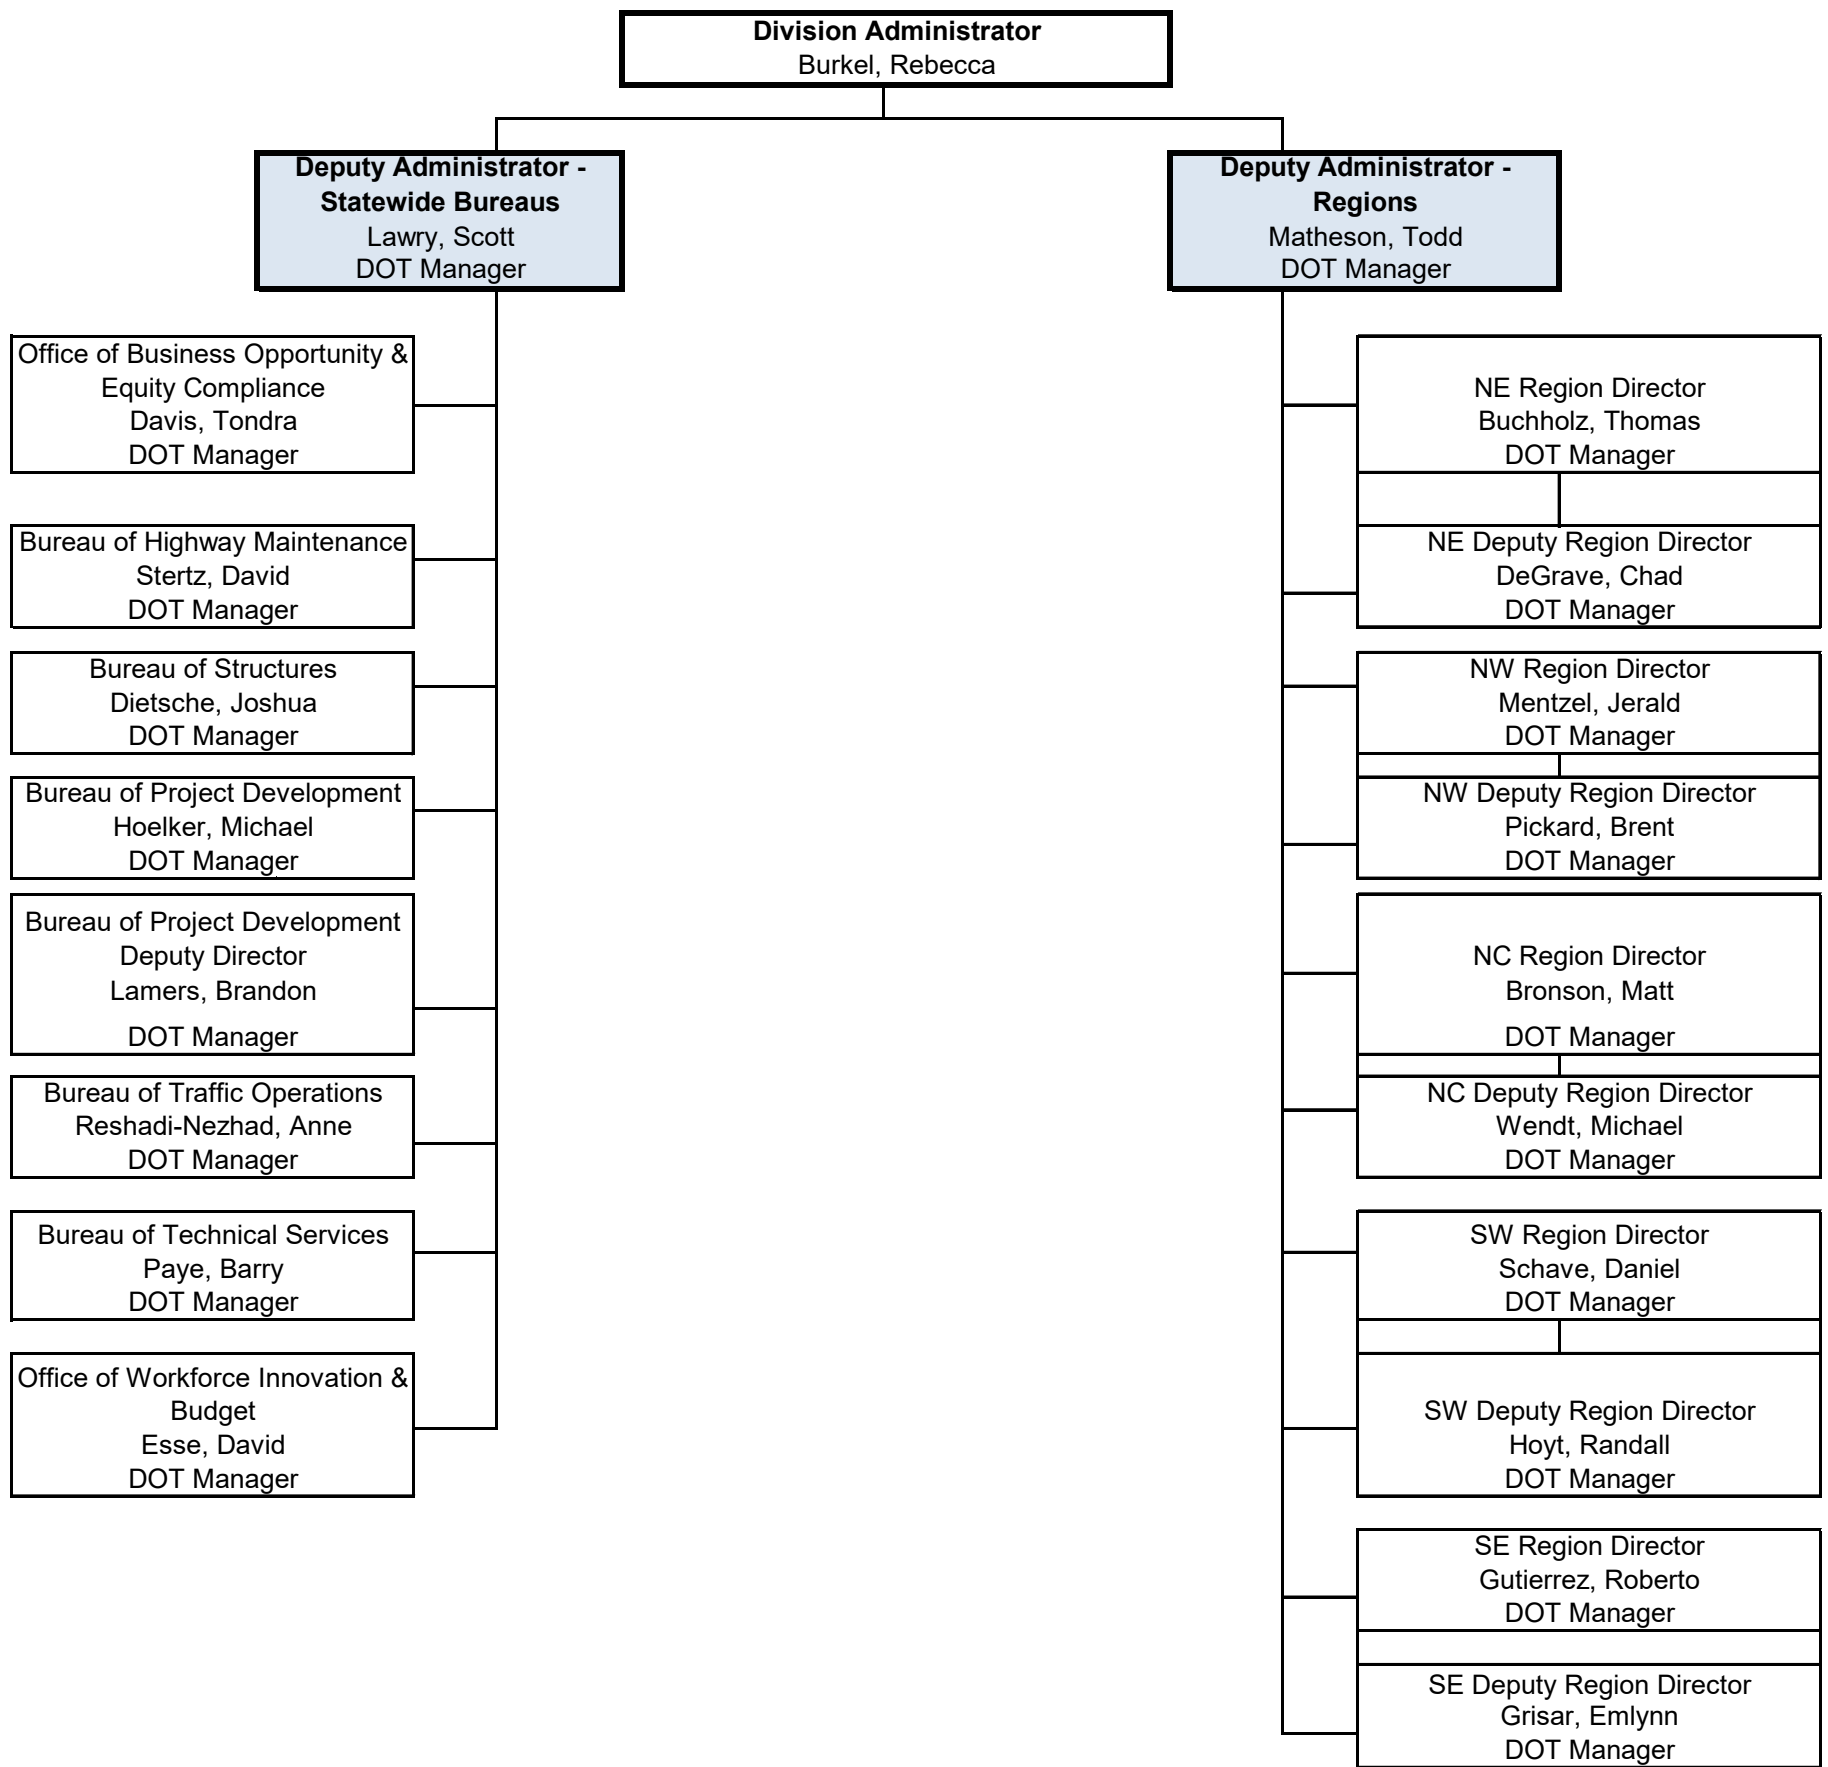 Division Administrator
Burkel, Rebecca
Deputy Administrator -
Statewide Bureaus
Lawry, Scott
DOT Manager
Deputy Administrator -
Regions
Matheson, Todd
DOT Manager
Office of Business Opportunity &
Equity Compliance
Davis, Tondra
DOT Manager
Bureau of Highway Maintenance
Stertz, David
DOT Manager
Bureau of Structures
Dietsche, Joshua
DOT Manager
Bureau of Project Development
Hoelker, Michael
DOT Manager
Bureau of Project Development
Deputy Director
Lamers, Brandon
DOT Manager
Bureau of Traffic Operations
Reshadi-Nezhad, Anne
DOT Manager
Bureau of Technical Services
Paye, Barry
DOT Manager
Office of Workforce Innovation &
Budget
Esse, David
DOT Manager
NE Region Director
Buchholz, Thomas
DOT Manager
NE Deputy Region Director
DeGrave, Chad
DOT Manager
NW Region Director
Mentzel, Jerald
DOT Manager
NW Deputy Region Director
Pickard, Brent
DOT Manager
NC Region Director
Bronson, Matt
DOT Manager
NC Deputy Region Director
Wendt, Michael
DOT Manager
SW Region Director
Schave, Daniel
DOT Manager
SW Deputy Region Director
Hoyt, Randall
DOT Manager
SE Region Director
Gutierrez, Roberto
DOT Manager
SE Deputy Region Director
Grisar, Emlynn
DOT Manager